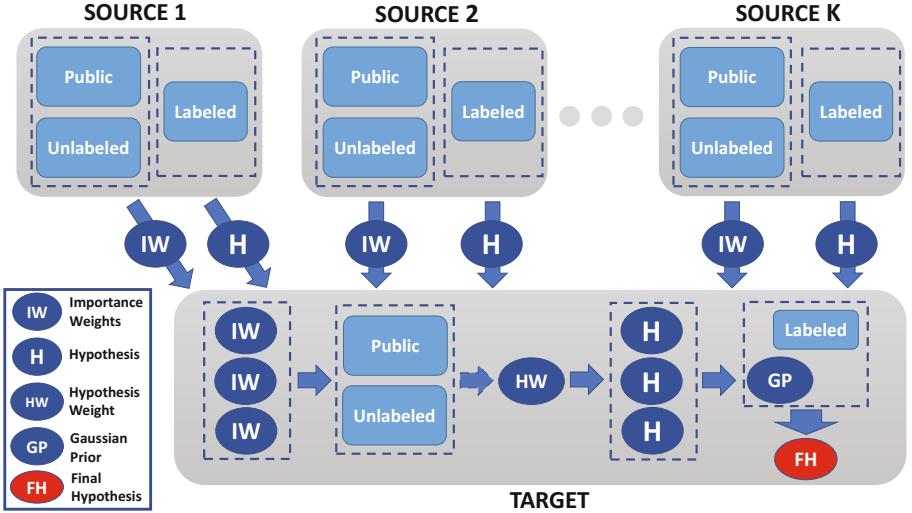 SOURCE 1
SOURCE 2
SOURCE K
Public
Labeled
Unlabeled
Public
Labeled
Unlabeled
Public
Labeled
Unlabeled
IW
H
IW
H
IW
H
IW
Importance
Weights
H
Hypothesis
HW
Hypothesis
Weight
GP
Gaussian
Prior
FH
Final
Hypothesis
IW
IW
IW
Public
Unlabeled
HW
H
H
H
Labeled
GP
FH
TARGET